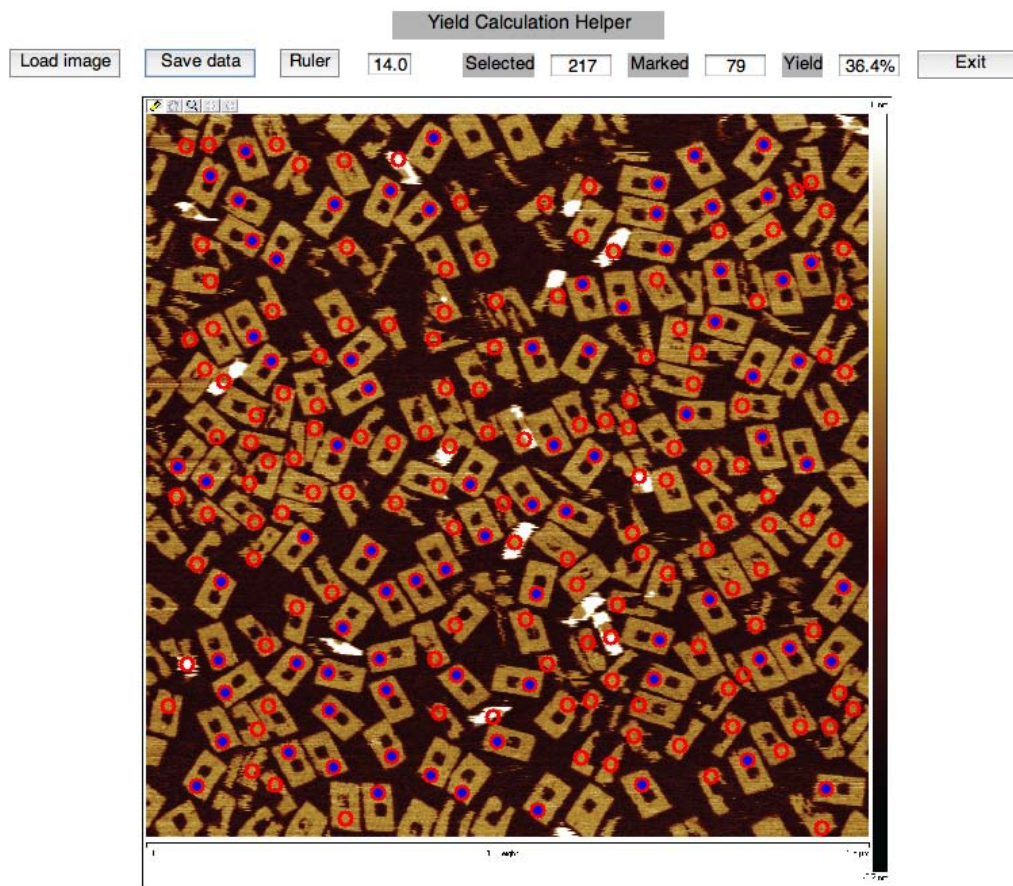 Yield Calculation Helper
Load image Save data Ruler 14.0 Selected 217 Marked 79 Yield 36.4% Exit